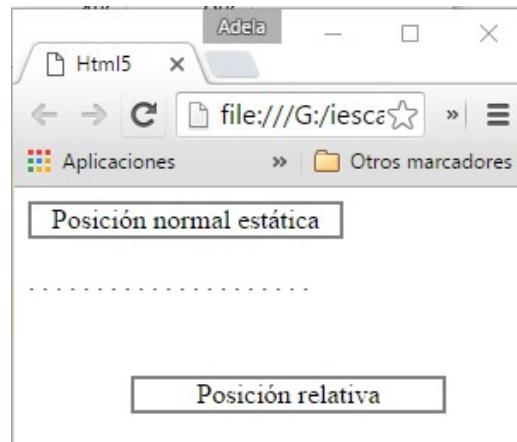 Adela
Html5
file:///G:/iesca
Aplicaciones » Otros marcadores
Posición normal estática
- - - - - - - - - - - - - - - - - - - - -
Posición relativa